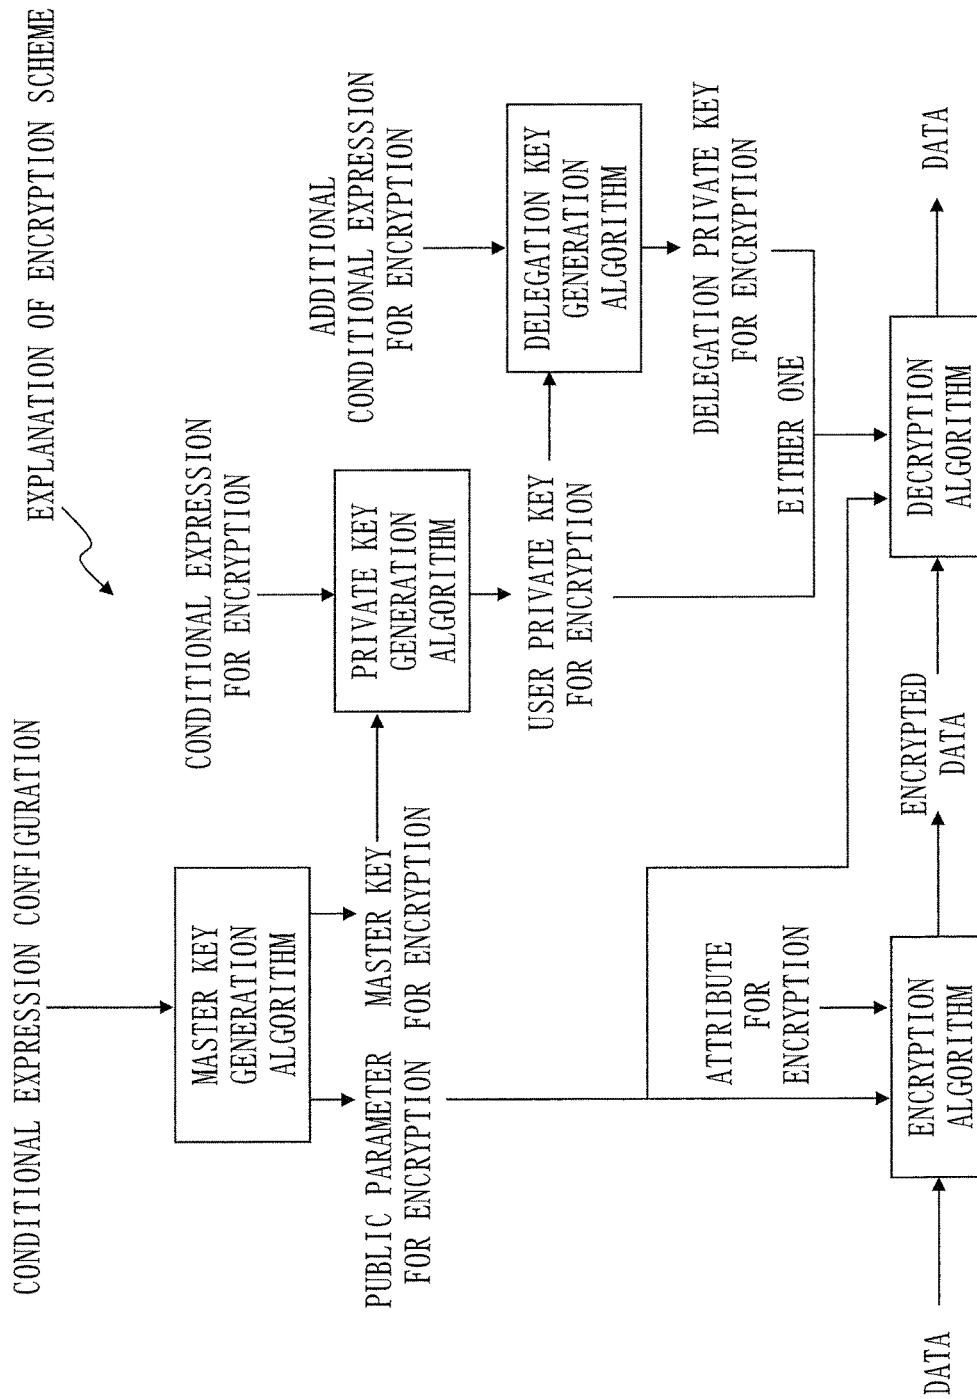 EXPLANATION OF ENCRYPTION SCHEME
CONDITIONAL EXPRESSION CONFIGURATION
CONDITIONAL EXPRESSION
FOR ENCRYPTION
ADDITIONAL
CONDITIONAL EXPRESSION
FOR ENCRYPTION
MASTER KEY
GENERATION
ALGORITHM
PRIVATE KEY
GENERATION
ALGORITHM
DELEGATION KEY
GENERATION
ALGORITHM
PUBLIC PARAMETER
FOR ENCRYPTION
MASTER KEY
FOR ENCRYPTION
USER PRIVATE KEY
FOR ENCRYPTION
DELEGATION PRIVATE KEY
FOR ENCRYPTION
EITHER ONE
ATTRIBUTE
FOR
ENCRYPTION
DATA
ENCRYPTION
ALGORITHM
ENCRYPTED
DATA
DECRYPTION
ALGORITHM
DATA